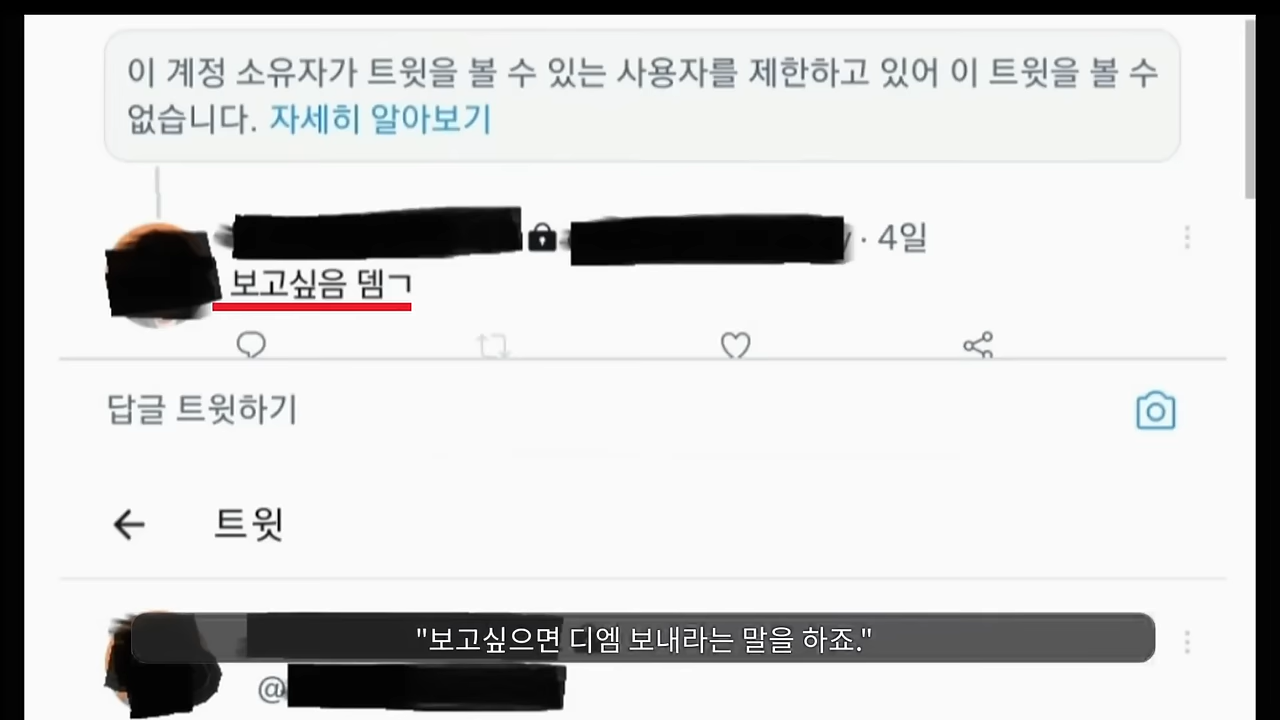 이 계정 소유자가 트윗을 볼 수 있는 사용자를 제한하고 있어 이 트윗을 볼 수
없습니다. 자세히 알아보기
· 4일
보고싶음 뎀ㄱ
답글 트윗하기
트윗
"보고싶으면 디엠 보내라는 말을 하죠."
@